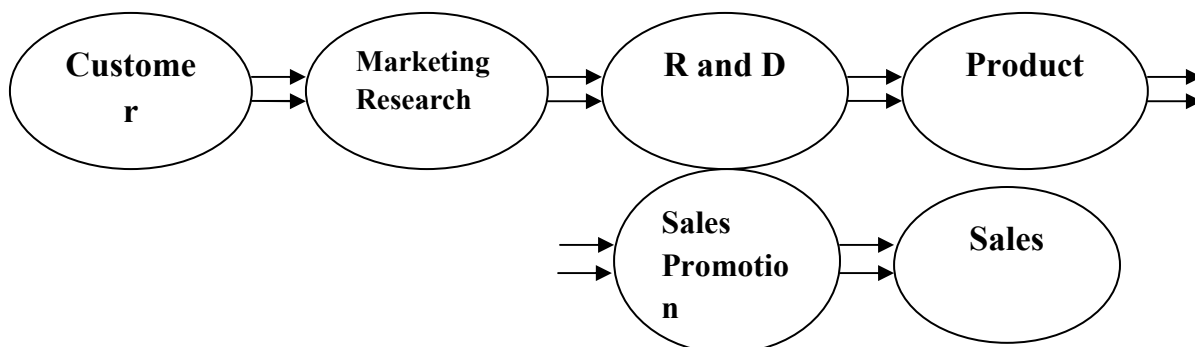 Custome
r
Marketing
Research
R and D
Product
Sales
Promotio
n
Sales